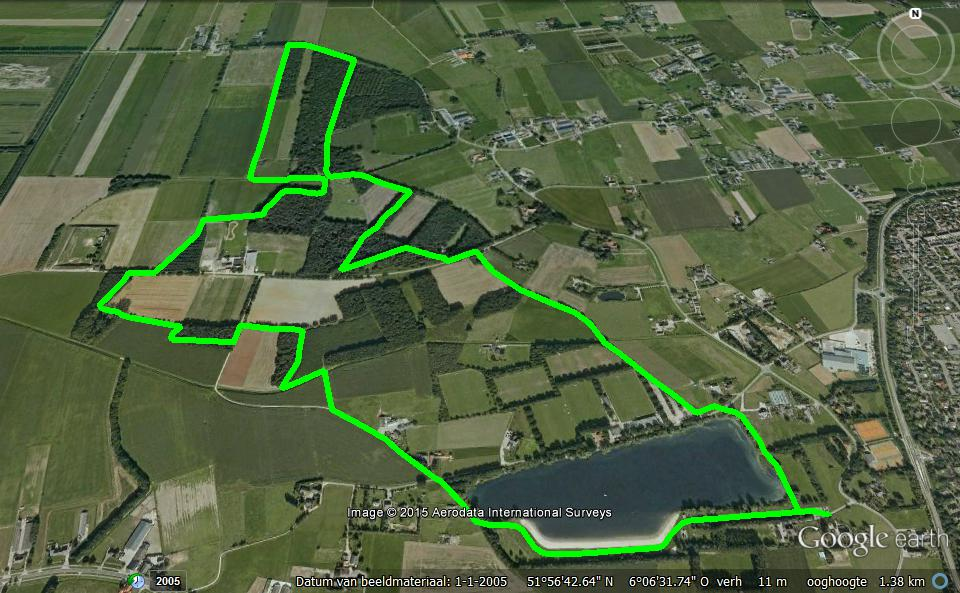 N
Image © 2015 Aerodata International Surveys
Google earth
2005
Datum van beeldmateriaal: 1-1-2005 51°56'42.64" N 6°06'31.74" O verh 11 m ooghoogte 1.38 km